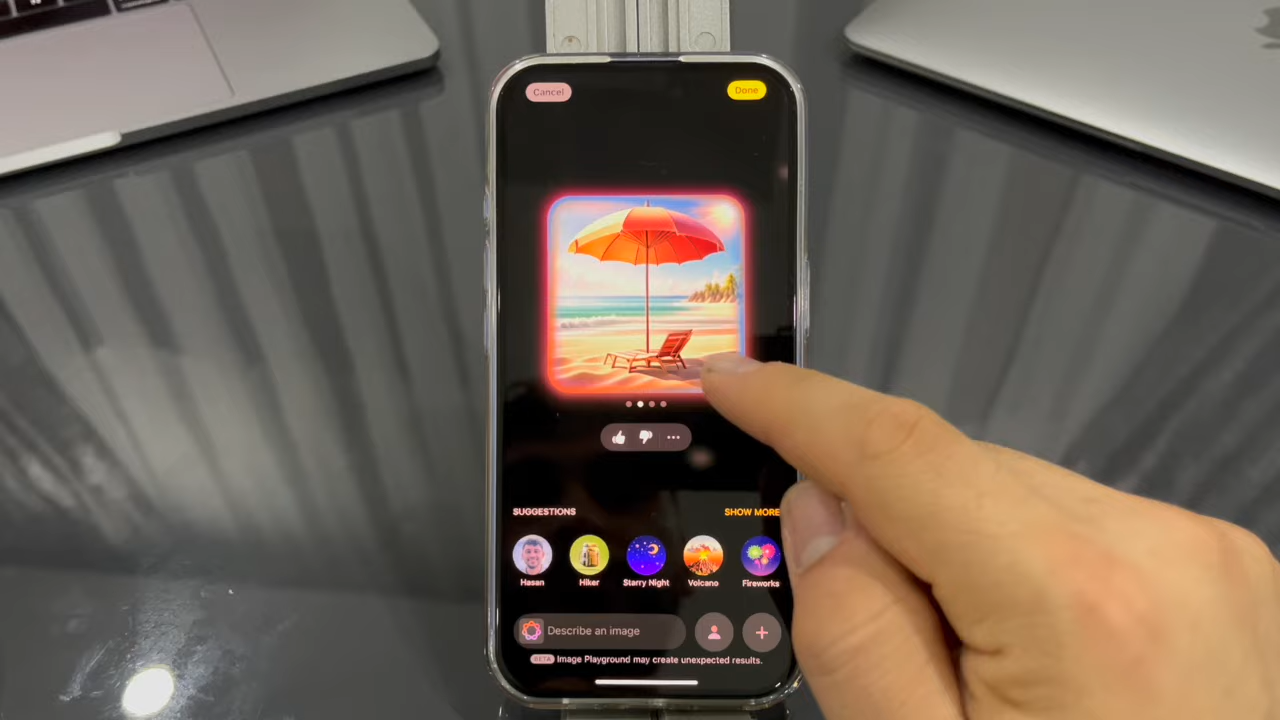 Cancel
Done
SUGGESTIONS
SHOW MORE
Hasan
Hiker
Starry Night
Volcano
Fireworks
Describe an image
BETA Image Playground may create unexpected results.